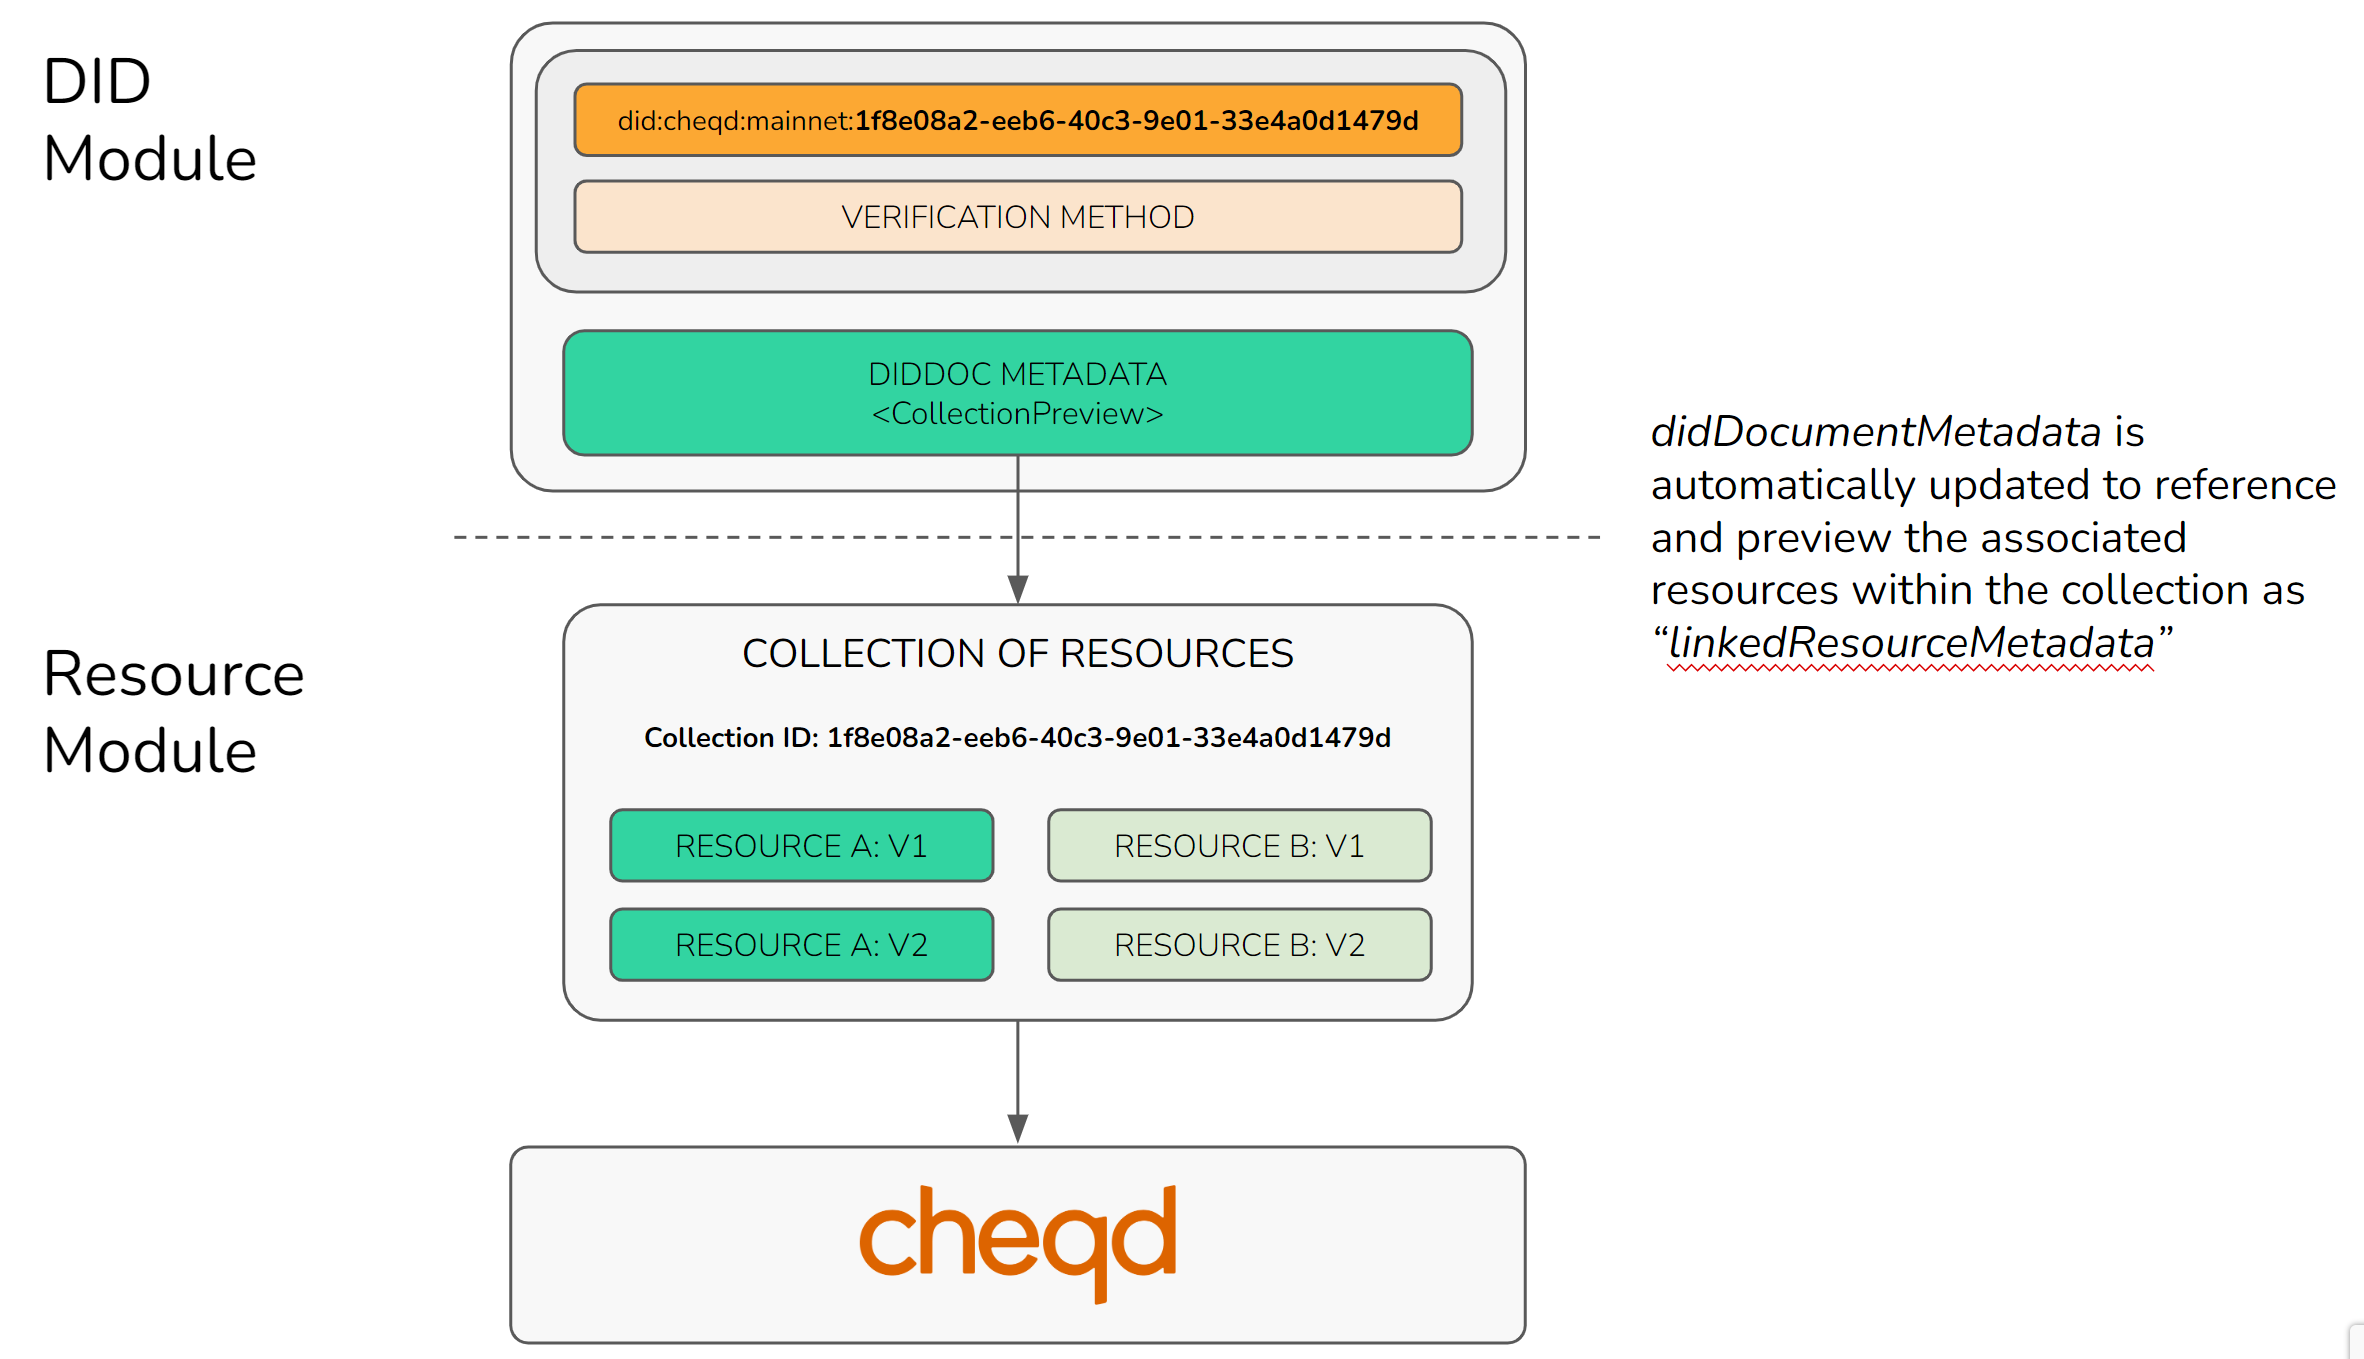 DID
Module
did:cheqd:mainnet:1f8e08a2-eeb6-40c3-9e01-33e4a0d1479d
VERIFICATION METHOD
DIDDOC METADATA
<CollectionPreview>
didDocumentMetadata is
automatically updated to reference
and preview the associated
resources within the collection as
“linkedResourceMetadata”
Resource
Module
COLLECTION OF RESOURCES
Collection ID: 1f8e08a2-eeb6-40c3-9e01-33e4a0d1479d
RESOURCE A: V1
RESOURCE B: V1
RESOURCE A: V2
RESOURCE B: V2
cheqd